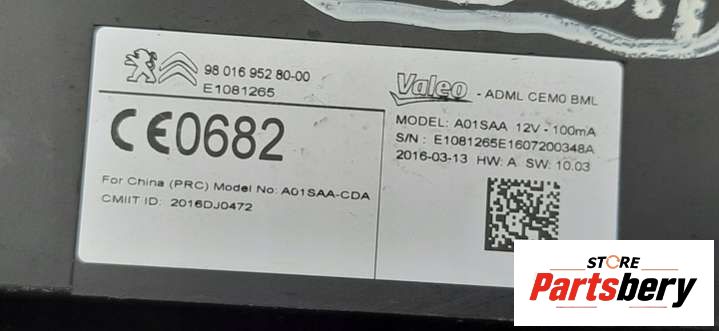 98 016 952 80-00
E1081265
CE0682
For China (PRC) Model No: A01SAA-CDA
CMIIT ID: 2016DJ0472
Valeo - ADML CEM0 BML
MODEL: A01SAA 12V - 100mA
S/N: E1081265E1607200348A
2016-03-13 HW: A SW: 10.03
STORE
Partsbery